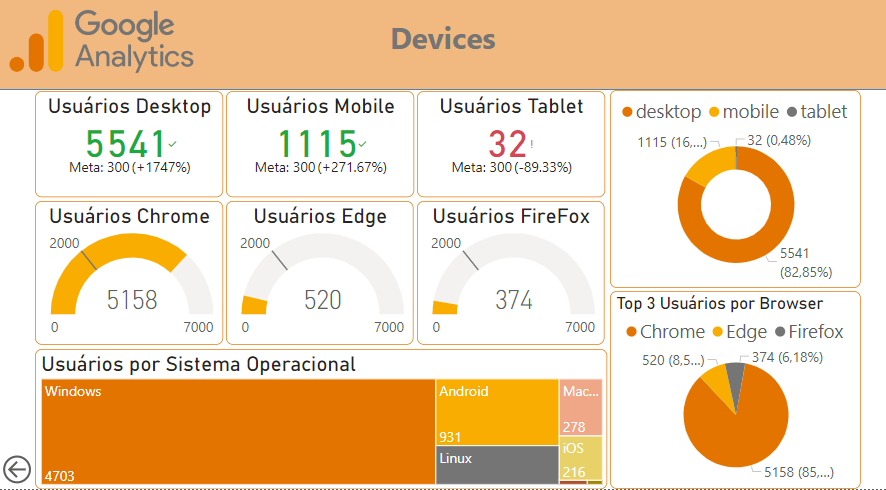 Google
Analytics
Devices
Usuários Desktop
5541
Meta: 300 (+1747%)
Usuários Mobile
1115
Meta: 300 (+271.67%)
Usuários Tablet
32!
Meta: 300 (-89.33%)
desktop mobile tablet
1115 (16,...)
32 (0,48%)
5541
(82,85%)
Usuários Chrome
2000
5158
0
7000
Usuários Edge
2000
520
0
7000
Usuários FireFox
2000
374
0
7000
Top 3 Usuários por Browser
Chrome Edge Firefox
520 (8,5...)
374 (6,18%)
5158 (85,...)
Usuários por Sistema Operacional
Windows
4703
Android
931
Linux
Mac...
278
iOS
216